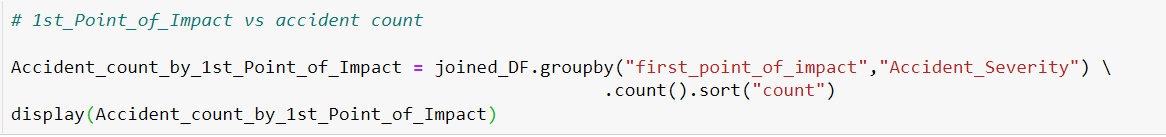 # 1st_Point_of_Impact vs accident count
Accident_count_by_1st_Point_of_Impact = joined_DF.groupby("first_point_of_impact","Accident_Severity") \
.count().sort("count")
display(Accident_count_by_1st_Point_of_Impact)